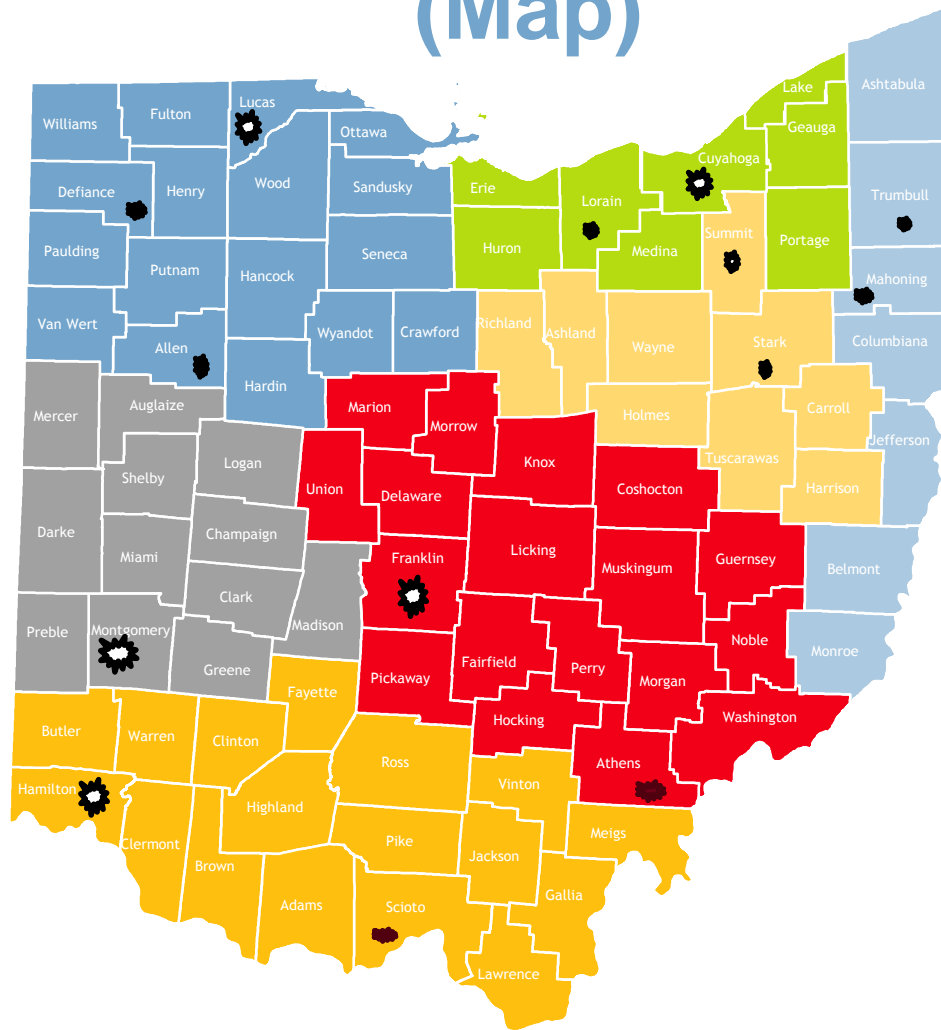 (Map)
Ashtabula
Lake
Lucas
Fulton
Williams
Geauga
Ottawa
Cuyahoga
Wood
Sandusky
Erie
Defiance
Henry
Trumbull
Lorain
Summit
Portage
Huron
Medina
Paulding
Seneca
Putnam
Hancock
Mahoning
Van Wert
Richland
Ashland
Wyandot
Crawford
Wayne
Stark
Columbiana
Allen
Hardin
Mercer
Auglaize
Marion
Holmes
Carroll
Morrow
Jefferson
Logan
Knox
Tuscarawas
Shelby
Union
Delaware
Coshocton
Harrison
Darke
Champaign
Miami
Franklin
Licking
Muskingum
Guernsey
Belmont
Clark
Preble
Montgomery
Madison
Noble
Monroe
Greene
Fairfield
Perry
Pickaway
Morgan
Fayette
Hocking
Washington
Butler
Warren
Clinton
Ross
Athens
Vinton
Hamilton
Highland
Meigs
Clermont
Pike
Jackson
Brown
Gallia
Adams
Scioto
Lawrence